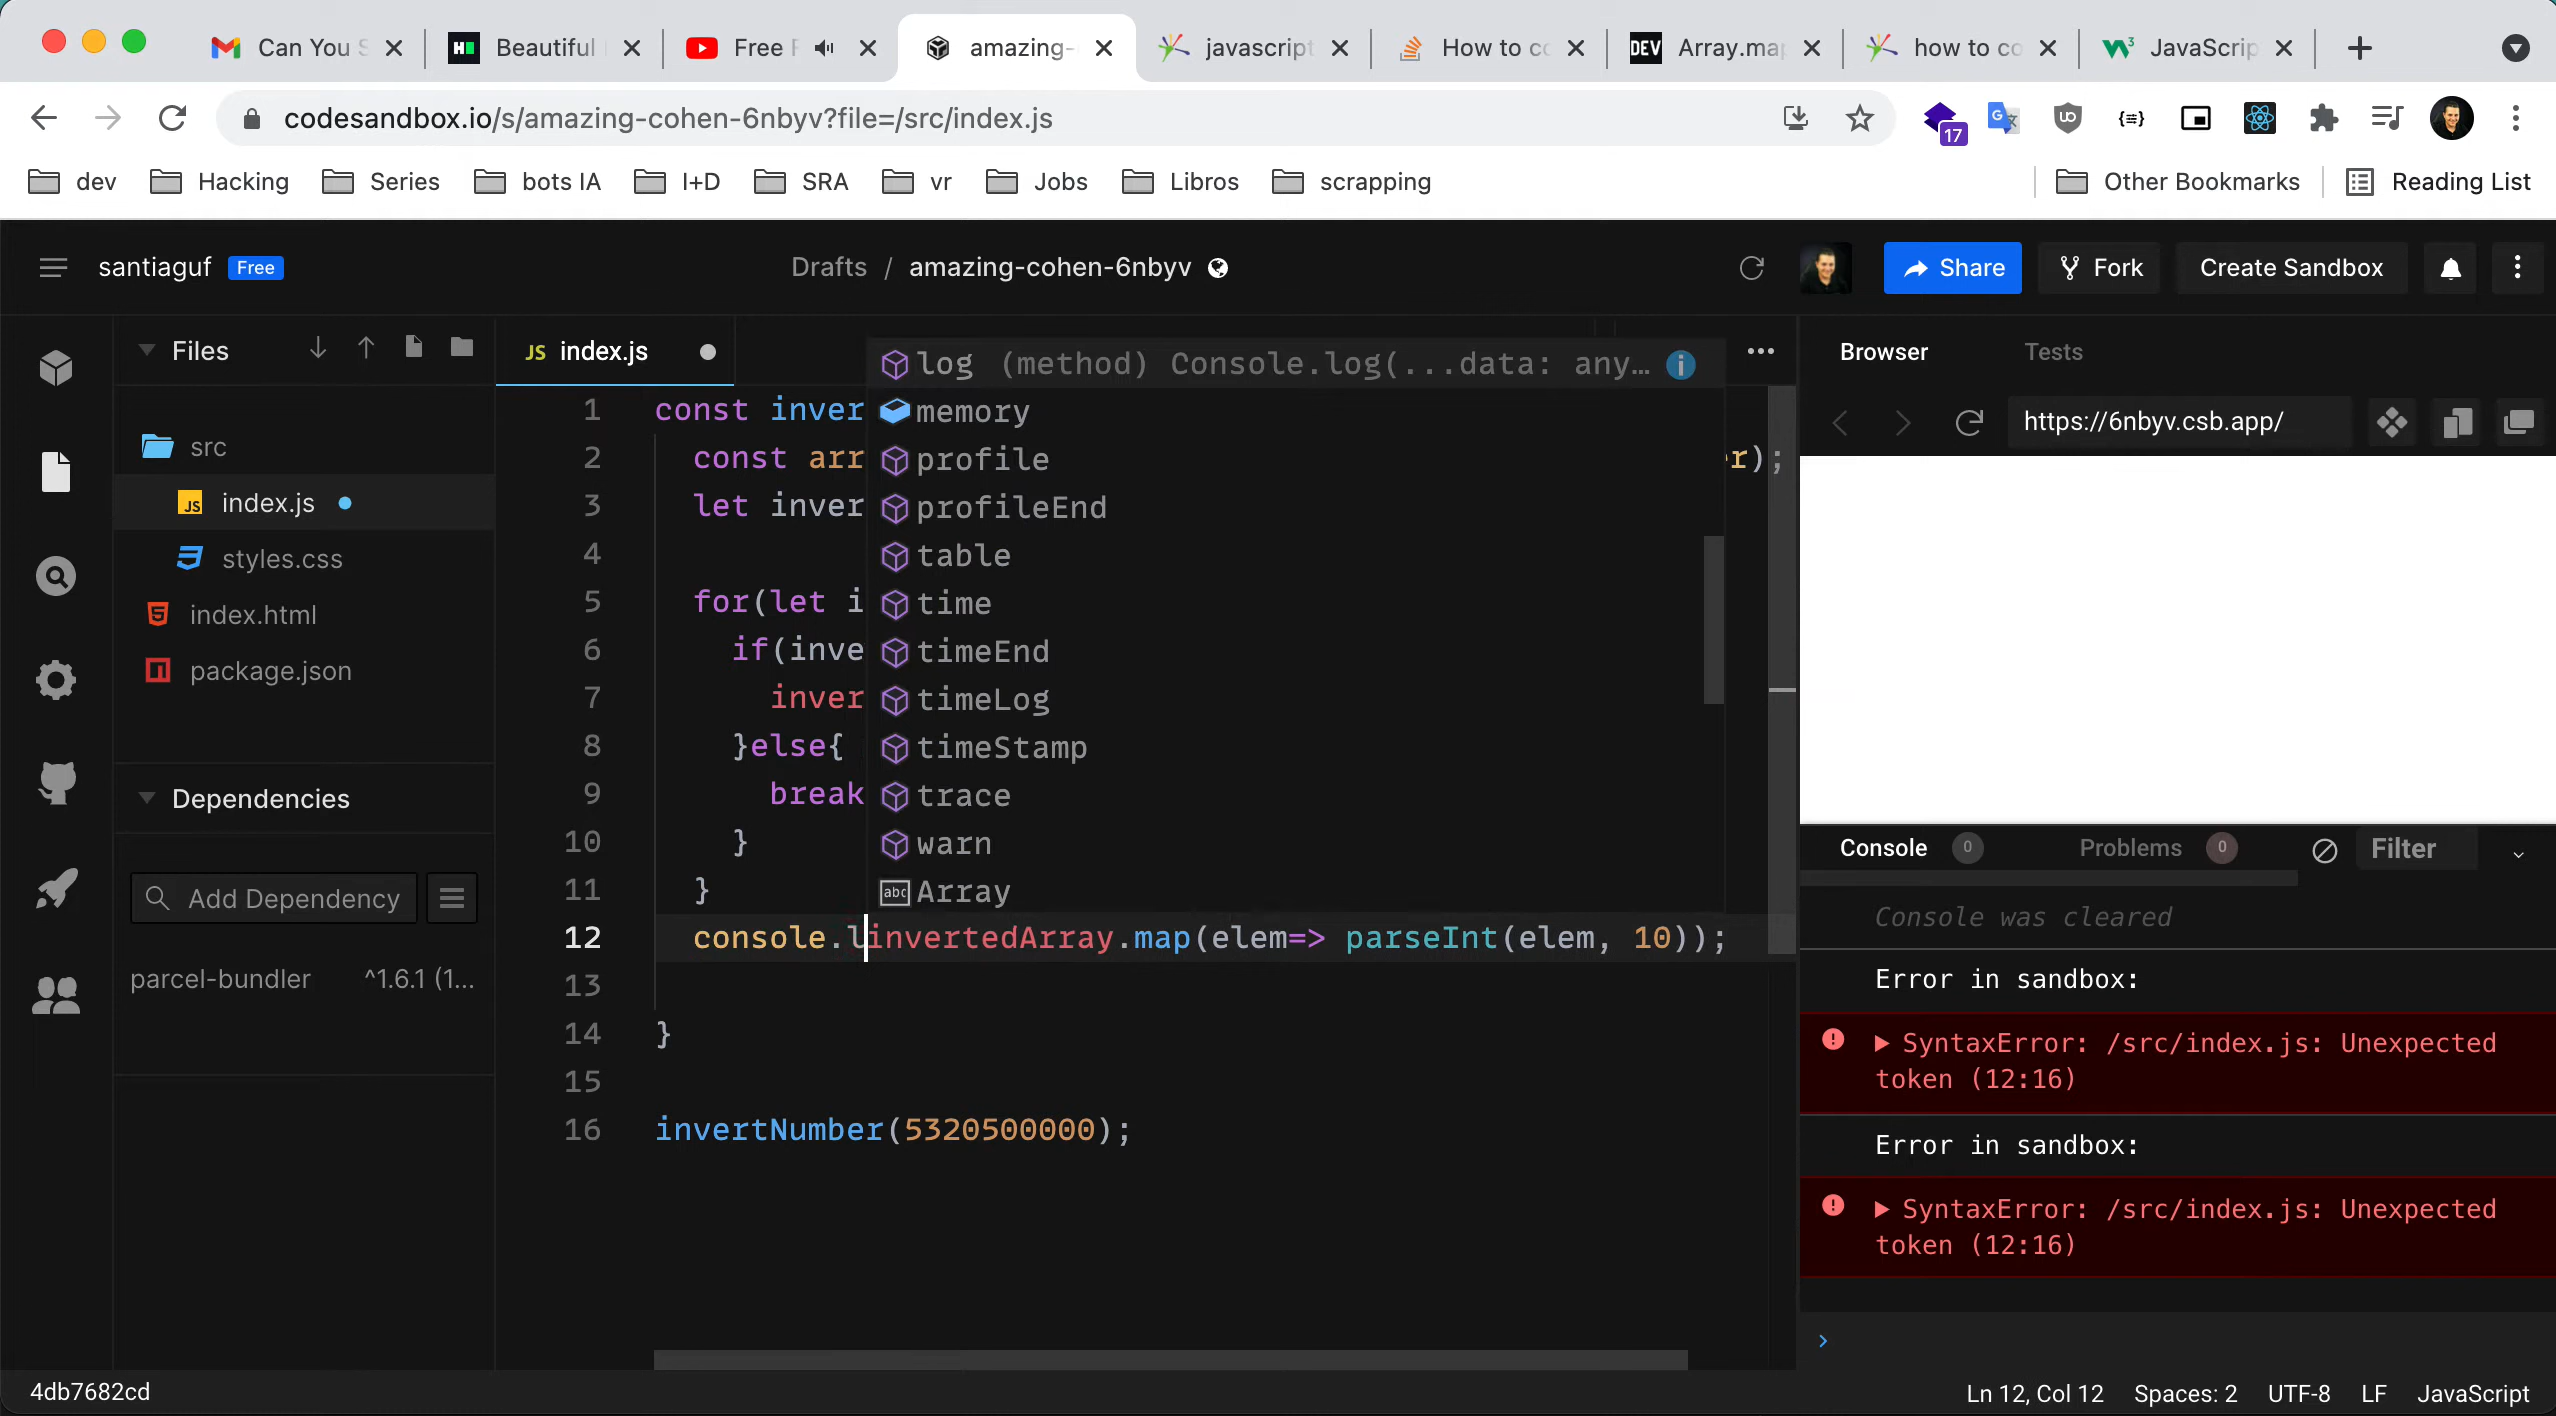 Can You S
Beautiful
Free F
amazing-
javascript
How to co
DEV Array.ma
how to co
JavaScrip
codesandbox.io/s/amazing-cohen-6nbyv?file=/src/index.js
17
dev Hacking Series bots IA I+D SRA vr Jobs Libros scrapping Other Bookmarks Reading List
santiaguf Free Drafts / amazing-cohen-6nbyv Share Fork Create Sandbox
Files
src
JS index.js
styles.css
index.html
package.json
Dependencies
Add Dependency
parcel-bundler ^1.6.1 (1...
JS index.js
1 const inver
2 const arr r);
3 let inver
4
5 for(let i
6 if(inve
7 inver
8 }else{
9 break
10 }
11 }
12 console.linvertedArray.map(elem=> parseInt(elem, 10));
13
14 }
15
16 invertNumber(5320500000);
log (method) Console.log(...data: any…
memory
profile
profileEnd
table
time
timeEnd
timeLog
timeStamp
trace
warn
abc Array
Browser Tests
https://6nbyv.csb.app/
Console 0 Problems 0 Filter
Console was cleared
Error in sandbox:
SyntaxError: /src/index.js: Unexpected
token (12:16)
Error in sandbox:
SyntaxError: /src/index.js: Unexpected
token (12:16)
4db7682cd Ln 12, Col 12 Spaces: 2 UTF-8 LF JavaScript